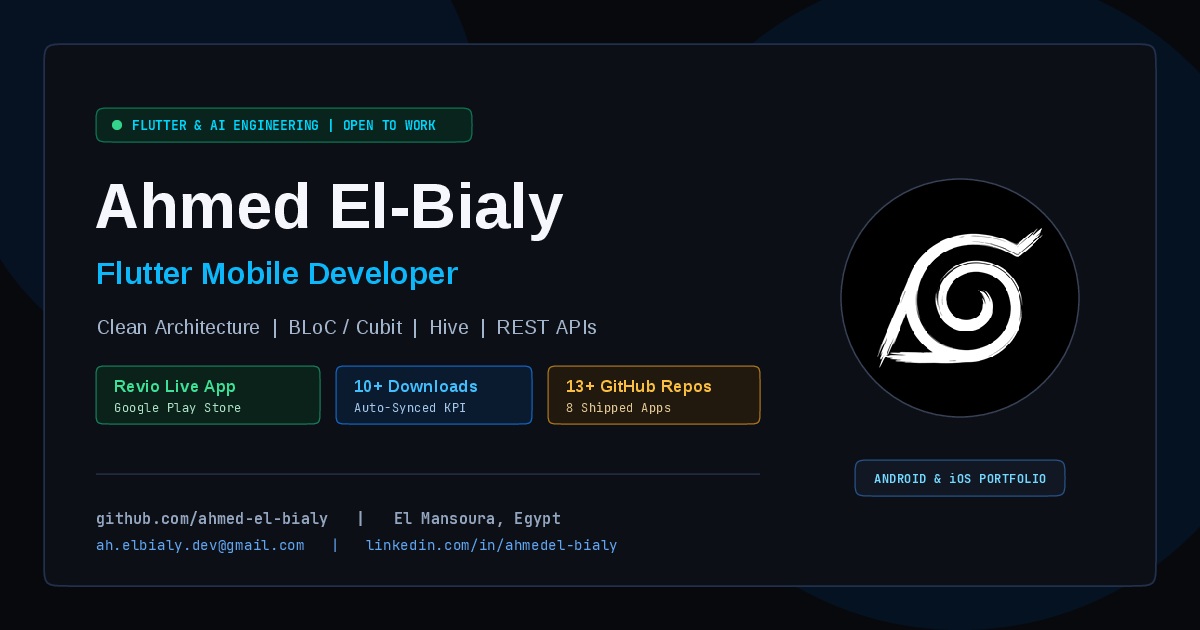 FLUTTER & AI ENGINEERING | OPEN TO WORK
Ahmed El-Bialy
Flutter Mobile Developer
Clean Architecture | BLoC / Cubit | Hive | REST APIs
Revio Live App
Google Play Store
10+ Downloads
Auto-Synced KPI
13+ GitHub Repos
8 Shipped Apps
ANDROID & iOS PORTFOLIO
github.com/ahmed-el-bialy | El Mansoura, Egypt
ah.elbialy.dev@gmail.com | linkedin.com/in/ahmedel-bialy